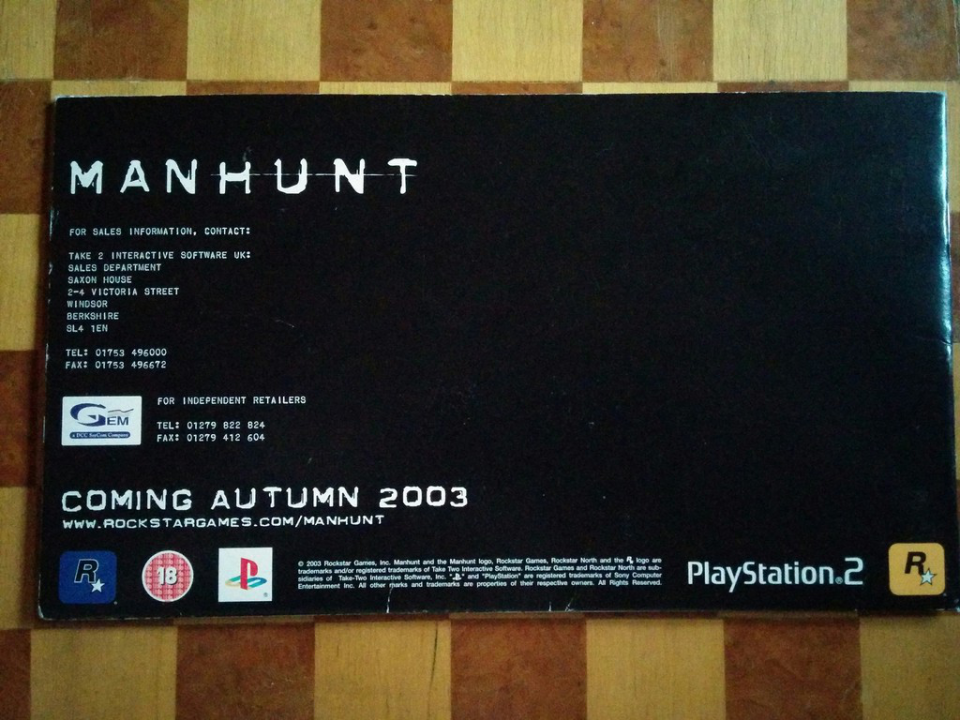 MANHUNT
FOR SALES INFORMATION, CONTACT:
TAKE 2 INTERACTIVE SOFTWARE UK:
SALES DEPARTMENT
SAXON HOUSE
2-4 VICTORIA STREET
WINDSOR
BERKSHIRE
SL4 1EN
TEL: 01753 496000
FAX: 01753 496672
GEM
A DCC SerCom Company
FOR INDEPENDENT RETAILERS
TEL: 01279 822 824
FAX: 01279 412 604
COMING AUTUMN 2003
WWW.ROCKSTARGAMES.COM/MANHUNT
R
18
© 2003 Rockstar Games, Inc. Manhunt and the Manhunt logo, Rockstar Games, Rockstar North and the R logo are
trademarks and/or registered trademarks of Take Two Interactive Software. Rockstar Games and Rockstar North are sub-
sidiaries of Take-Two Interactive Software, Inc. "PS" and "PlayStation" are registered trademarks of Sony Computer
Entertainment Inc. All other marks and trademarks are properties of their respective owners. All Rights Reserved.
PlayStation.2
R